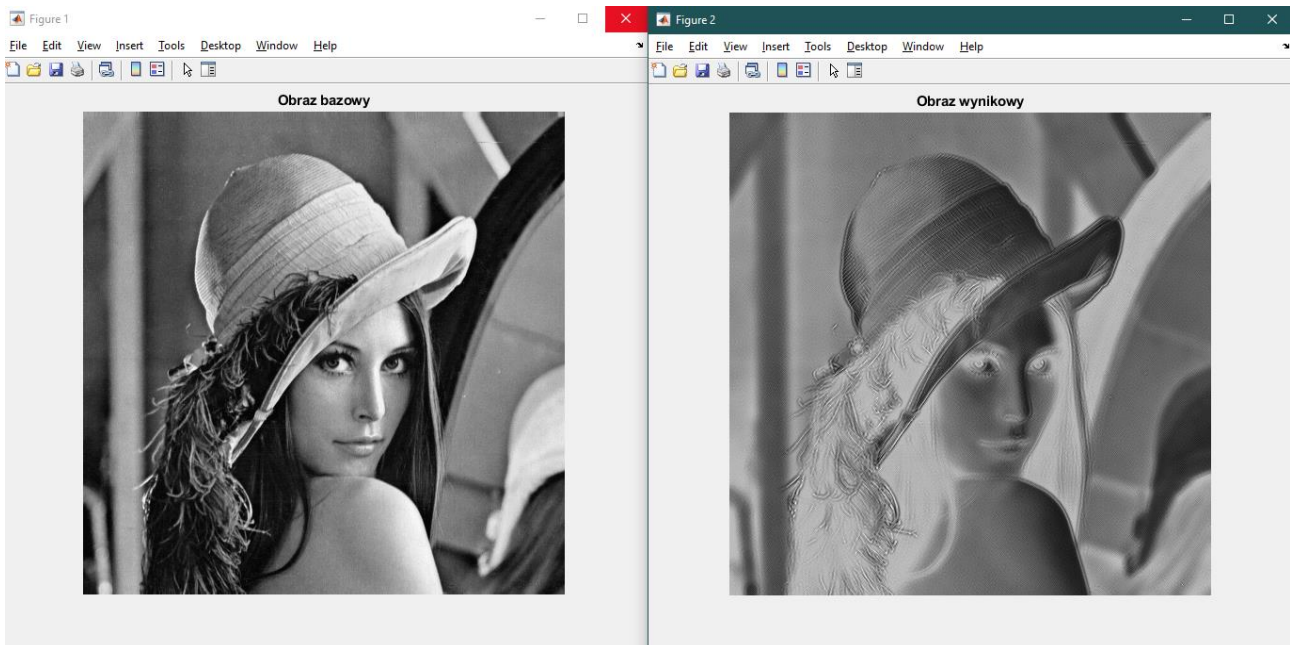 Figure 1
File Edit View Insert Tools Desktop Window Help
Obraz bazowy
Figure 2
File Edit View Insert Tools Desktop Window Help
Obraz wynikowy